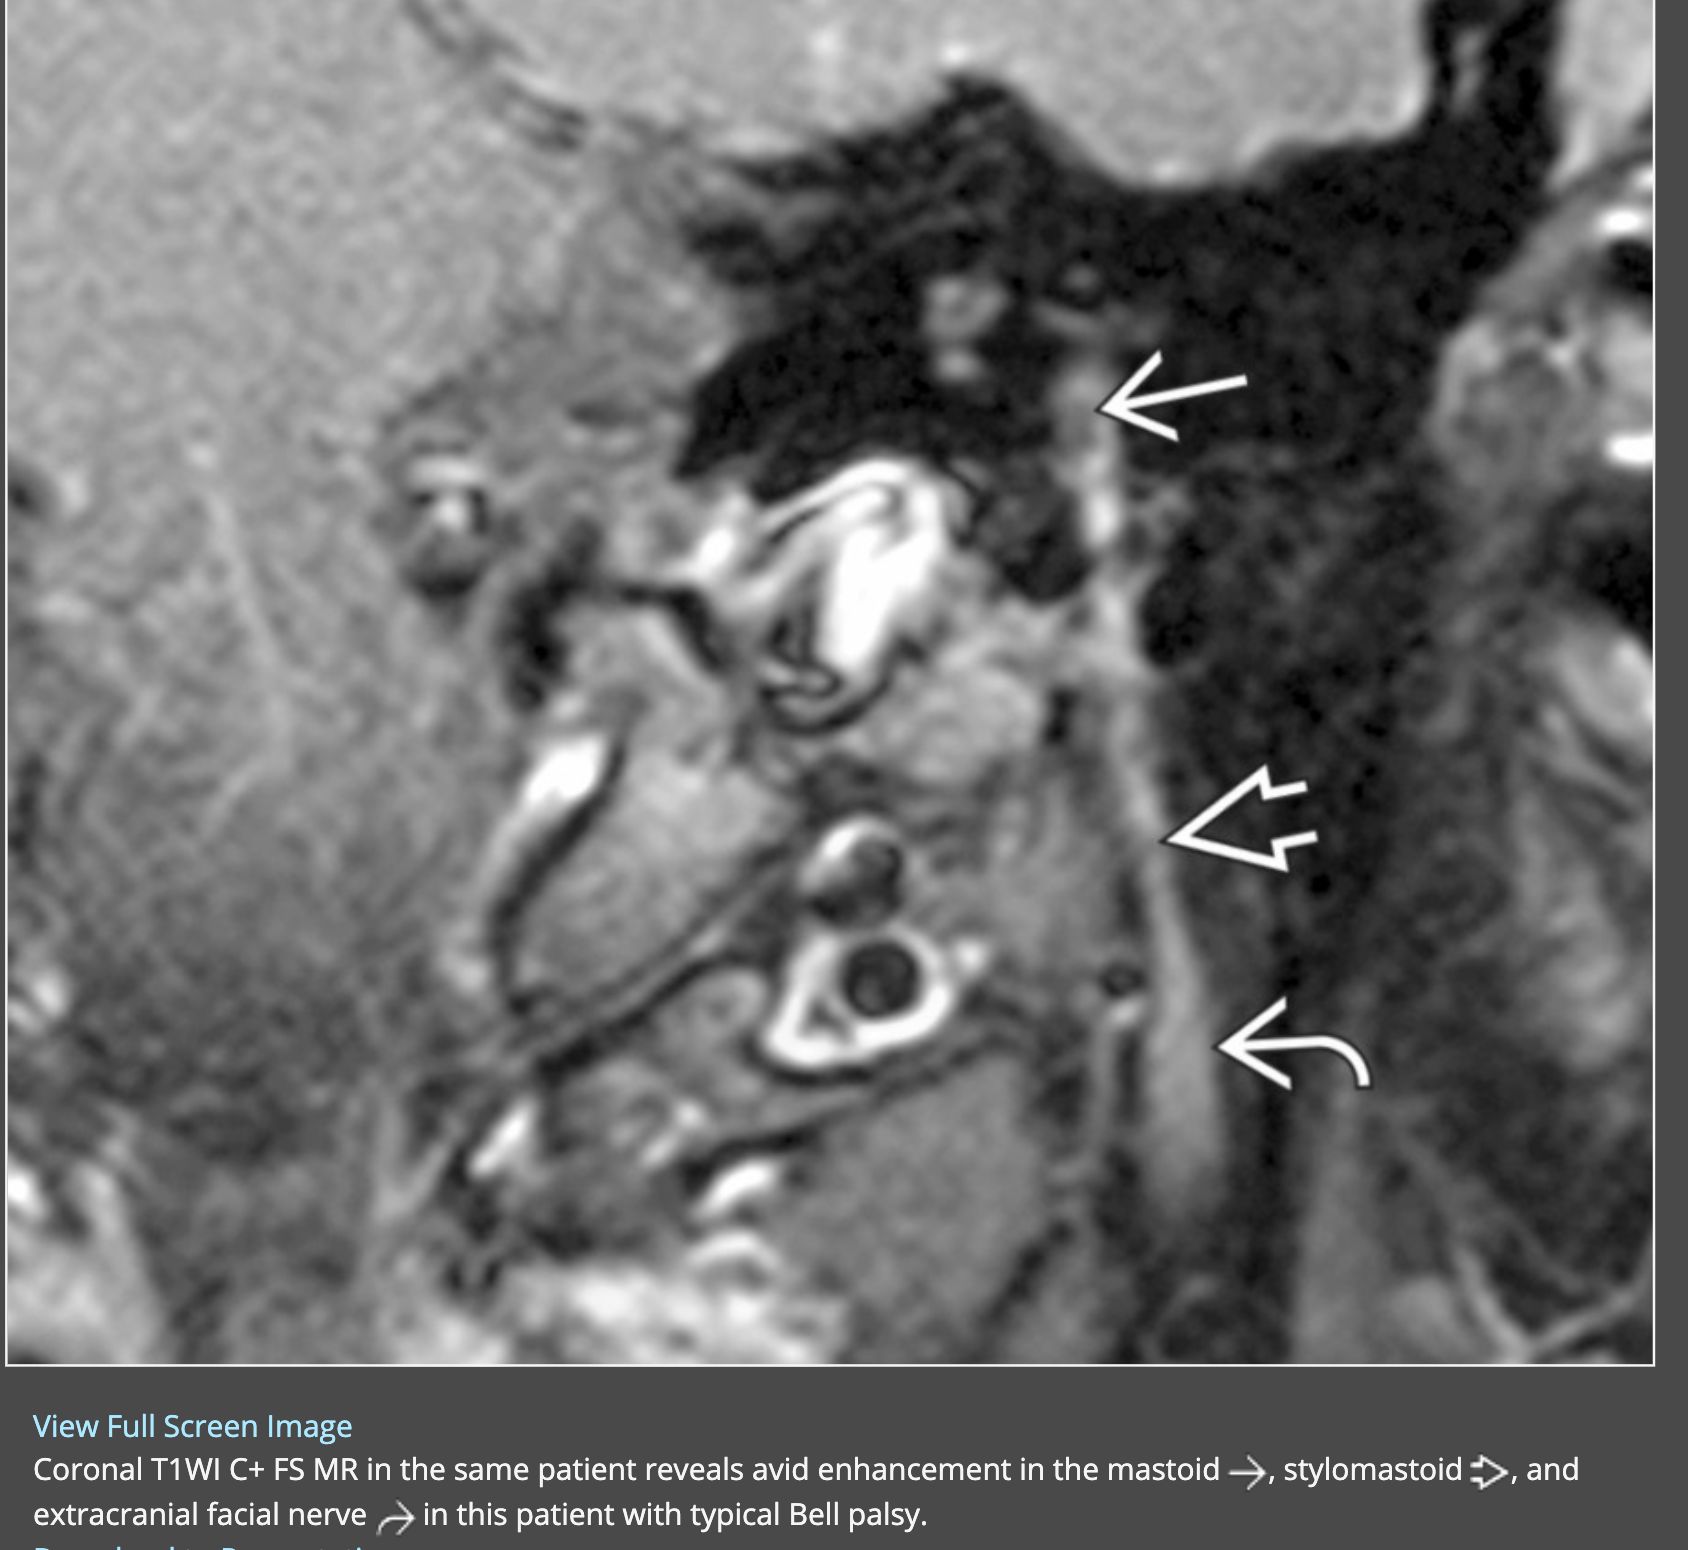 View Full Screen Image
Coronal T1WI C+ FS MR in the same patient reveals avid enhancement in the mastoid , stylomastoid , and
extracranial facial nerve in this patient with typical Bell palsy.